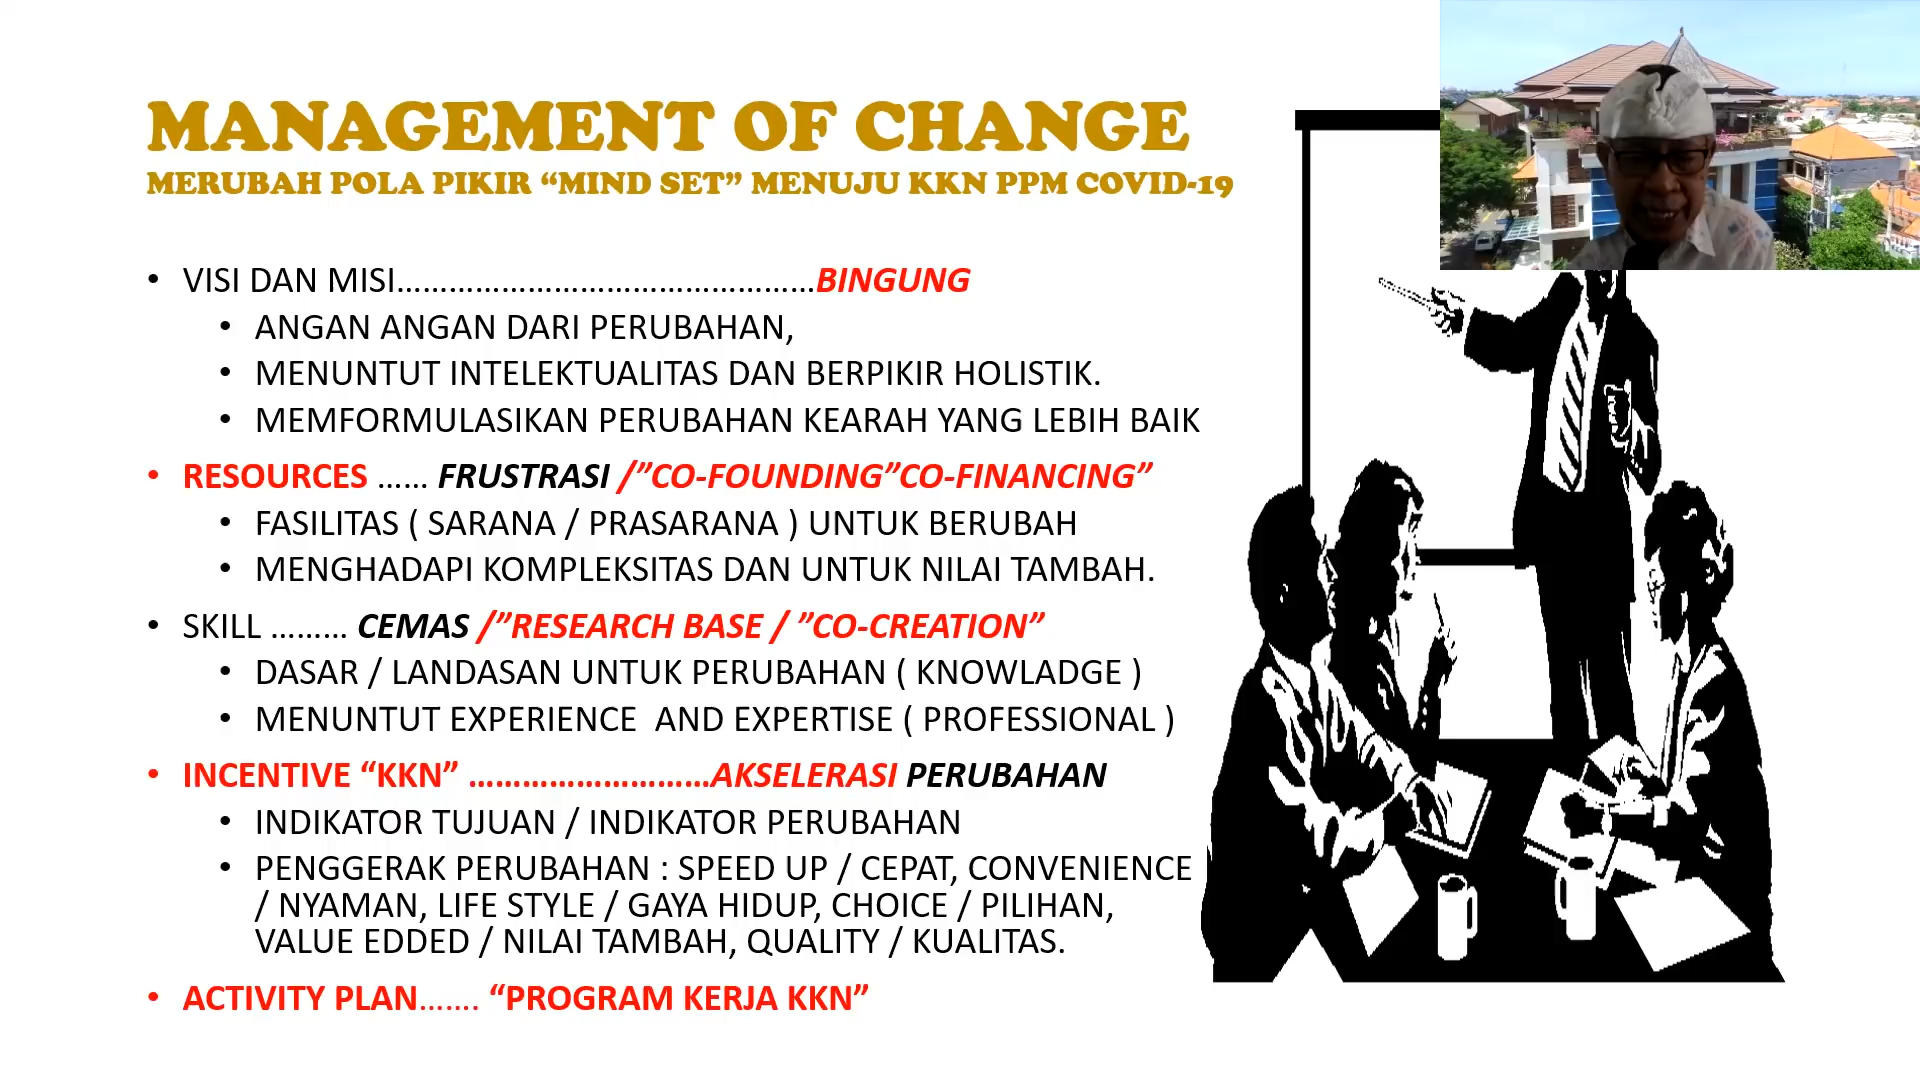 MANAGEMENT OF CHANGE
MERUBAH POLA PIKIR “MIND SET” MENUJU KKN PPM COVID-19
• VISI DAN MISI…………………………………………BINGUNG
• ANGAN ANGAN DARI PERUBAHAN,
• MENUNTUT INTELEKTUALITAS DAN BERPIKIR HOLISTIK.
• MEMFORMULASIKAN PERUBAHAN KEARAH YANG LEBIH BAIK
• RESOURCES …… FRUSTRASI /”CO-FOUNDING”CO-FINANCING”
• FASILITAS ( SARANA / PRASARANA ) UNTUK BERUBAH
• MENGHADAPI KOMPLEKSITAS DAN UNTUK NILAI TAMBAH.
• SKILL ……… CEMAS /”RESEARCH BASE / ”CO-CREATION”
• DASAR / LANDASAN UNTUK PERUBAHAN ( KNOWLADGE )
• MENUNTUT EXPERIENCE  AND EXPERTISE ( PROFESSIONAL )
• INCENTIVE “KKN” ………………………AKSELERASI PERUBAHAN
• INDIKATOR TUJUAN / INDIKATOR PERUBAHAN
• PENGGERAK PERUBAHAN : SPEED UP / CEPAT, CONVENIENCE
/ NYAMAN, LIFE STYLE / GAYA HIDUP, CHOICE / PILIHAN,
VALUE EDDED / NILAI TAMBAH, QUALITY / KUALITAS.
• ACTIVITY PLAN……. “PROGRAM KERJA KKN”